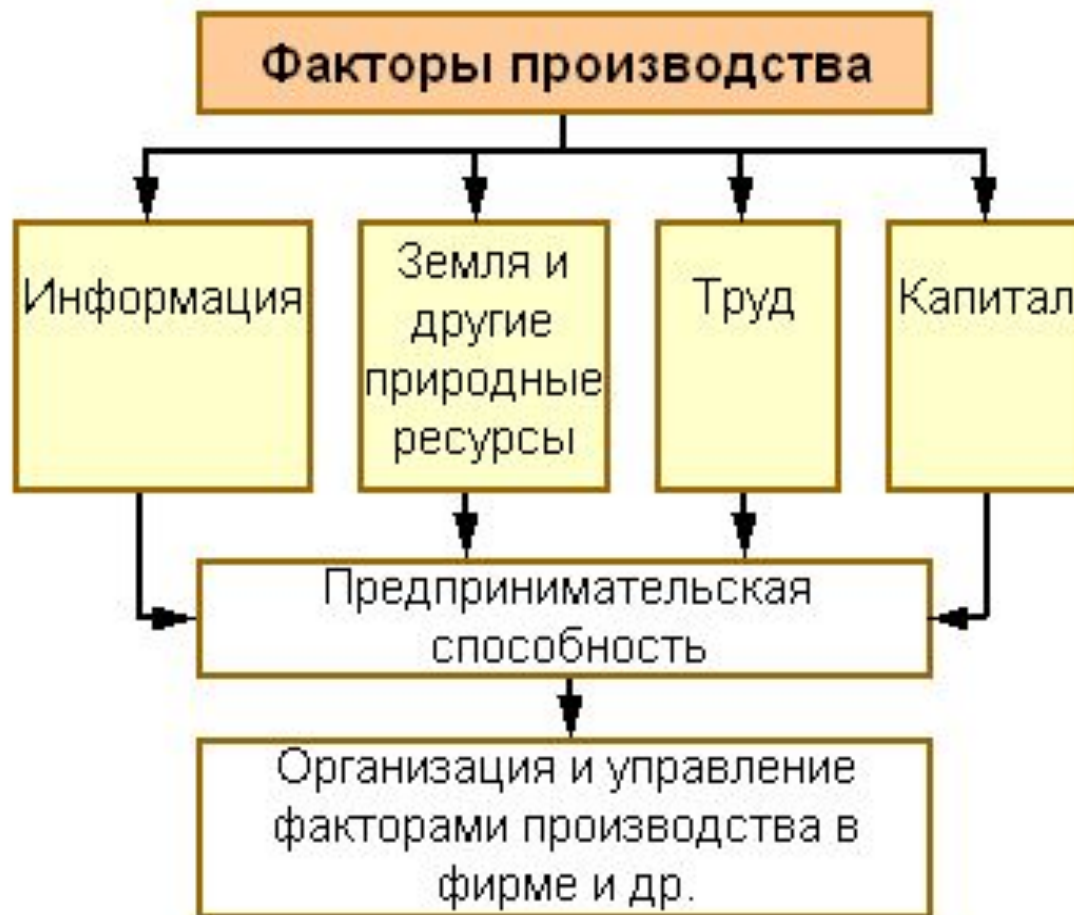 Факторы производства
Информация
Земля и
другие
природные
ресурсы
Труд
Капитал
Предпринимательская
способность
Организация и управление
факторами производства в
фирме и др.